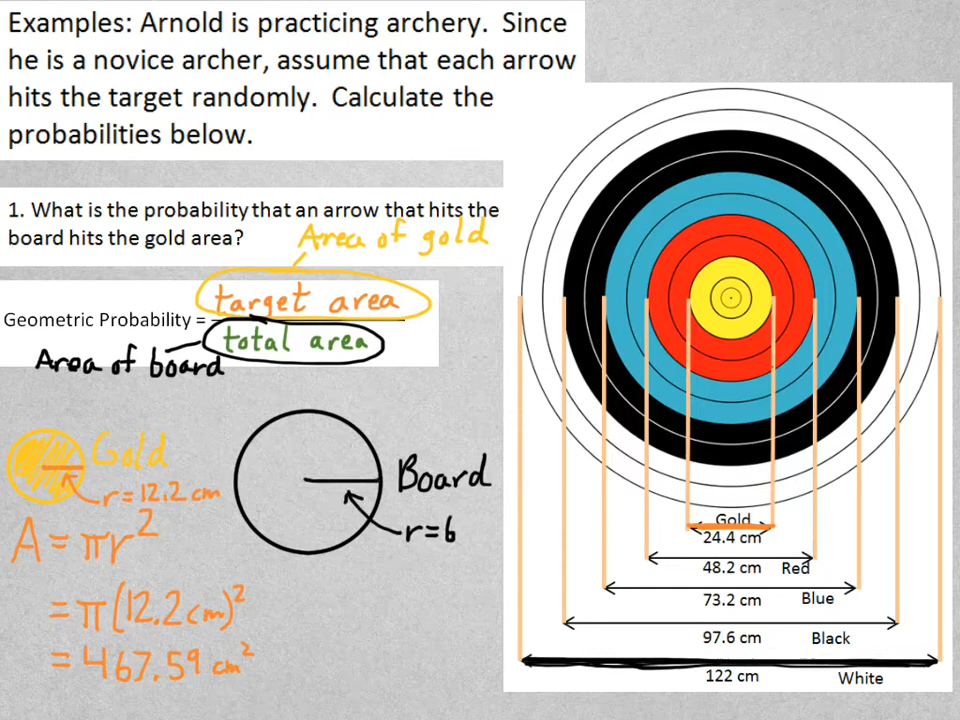 Examples: Arnold is practicing archery. Since
he is a novice archer, assume that each arrow
hits the target randomly. Calculate the
probabilities below.
1. What is the probability that an arrow that hits the
board hits the gold area?
Area of gold
target area
Geometric Probability =
total area
Area of board
Gold
r=12.2 cm
Board
r=6
A = πr²
= π(12.2cm)²
= 467.59 cm²
Gold
24.4 cm
48.2 cm Red
73.2 cm Blue
97.6 cm Black
122 cm White